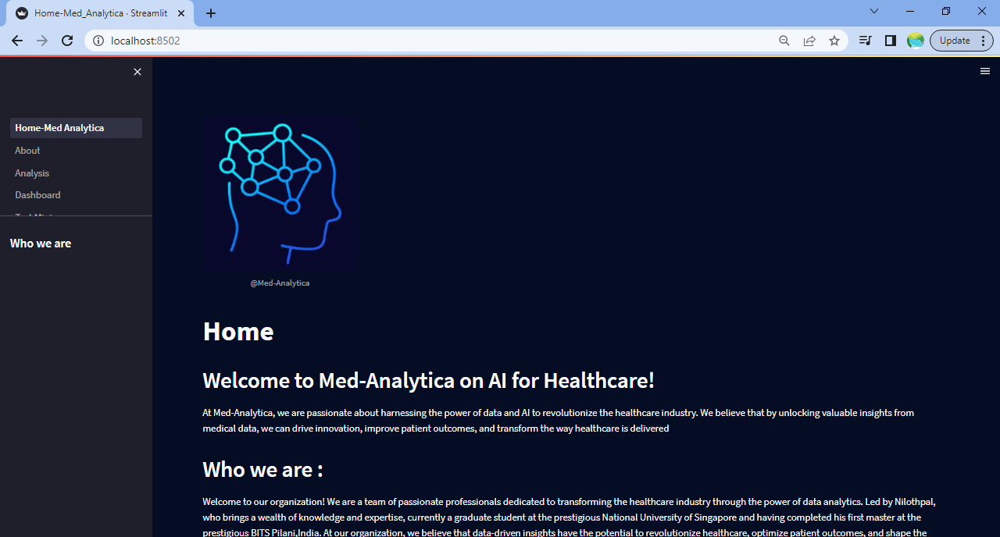 Home-Med_Analytica · Streamlit
localhost:8502
Update
Home-Med Analytica
About
Analysis
Dashboard
Who we are
@Med-Analytica
Home
Welcome to Med-Analytica on AI for Healthcare!
At Med-Analytica, we are passionate about harnessing the power of data and AI to revolutionize the healthcare industry. We believe that by unlocking valuable insights from
medical data, we can drive innovation, improve patient outcomes, and transform the way healthcare is delivered
Who we are :
Welcome to our organization! We are a team of passionate professionals dedicated to transforming the healthcare industry through the power of data analytics. Led by Nilothpal,
who brings a wealth of knowledge and expertise, currently a graduate student at the prestigious National University of Singapore and having completed his first master at the
prestigious BITS Pilani,India. At our organization, we believe that data-driven insights have the potential to revolutionize healthcare, optimize patient outcomes, and shape the